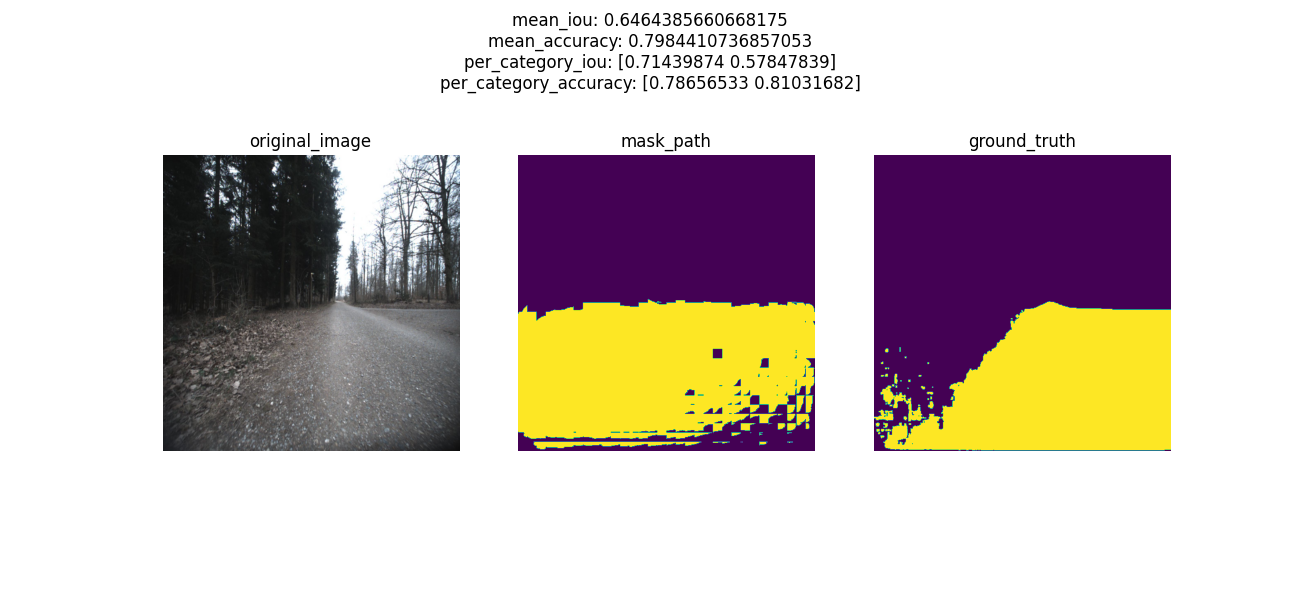 mean_iou: 0.6464385660668175
mean_accuracy: 0.7984410736857053
per_category_iou: [0.71439874 0.57847839]
per_category_accuracy: [0.78656533 0.81031682]
original_image
mask_path
ground_truth